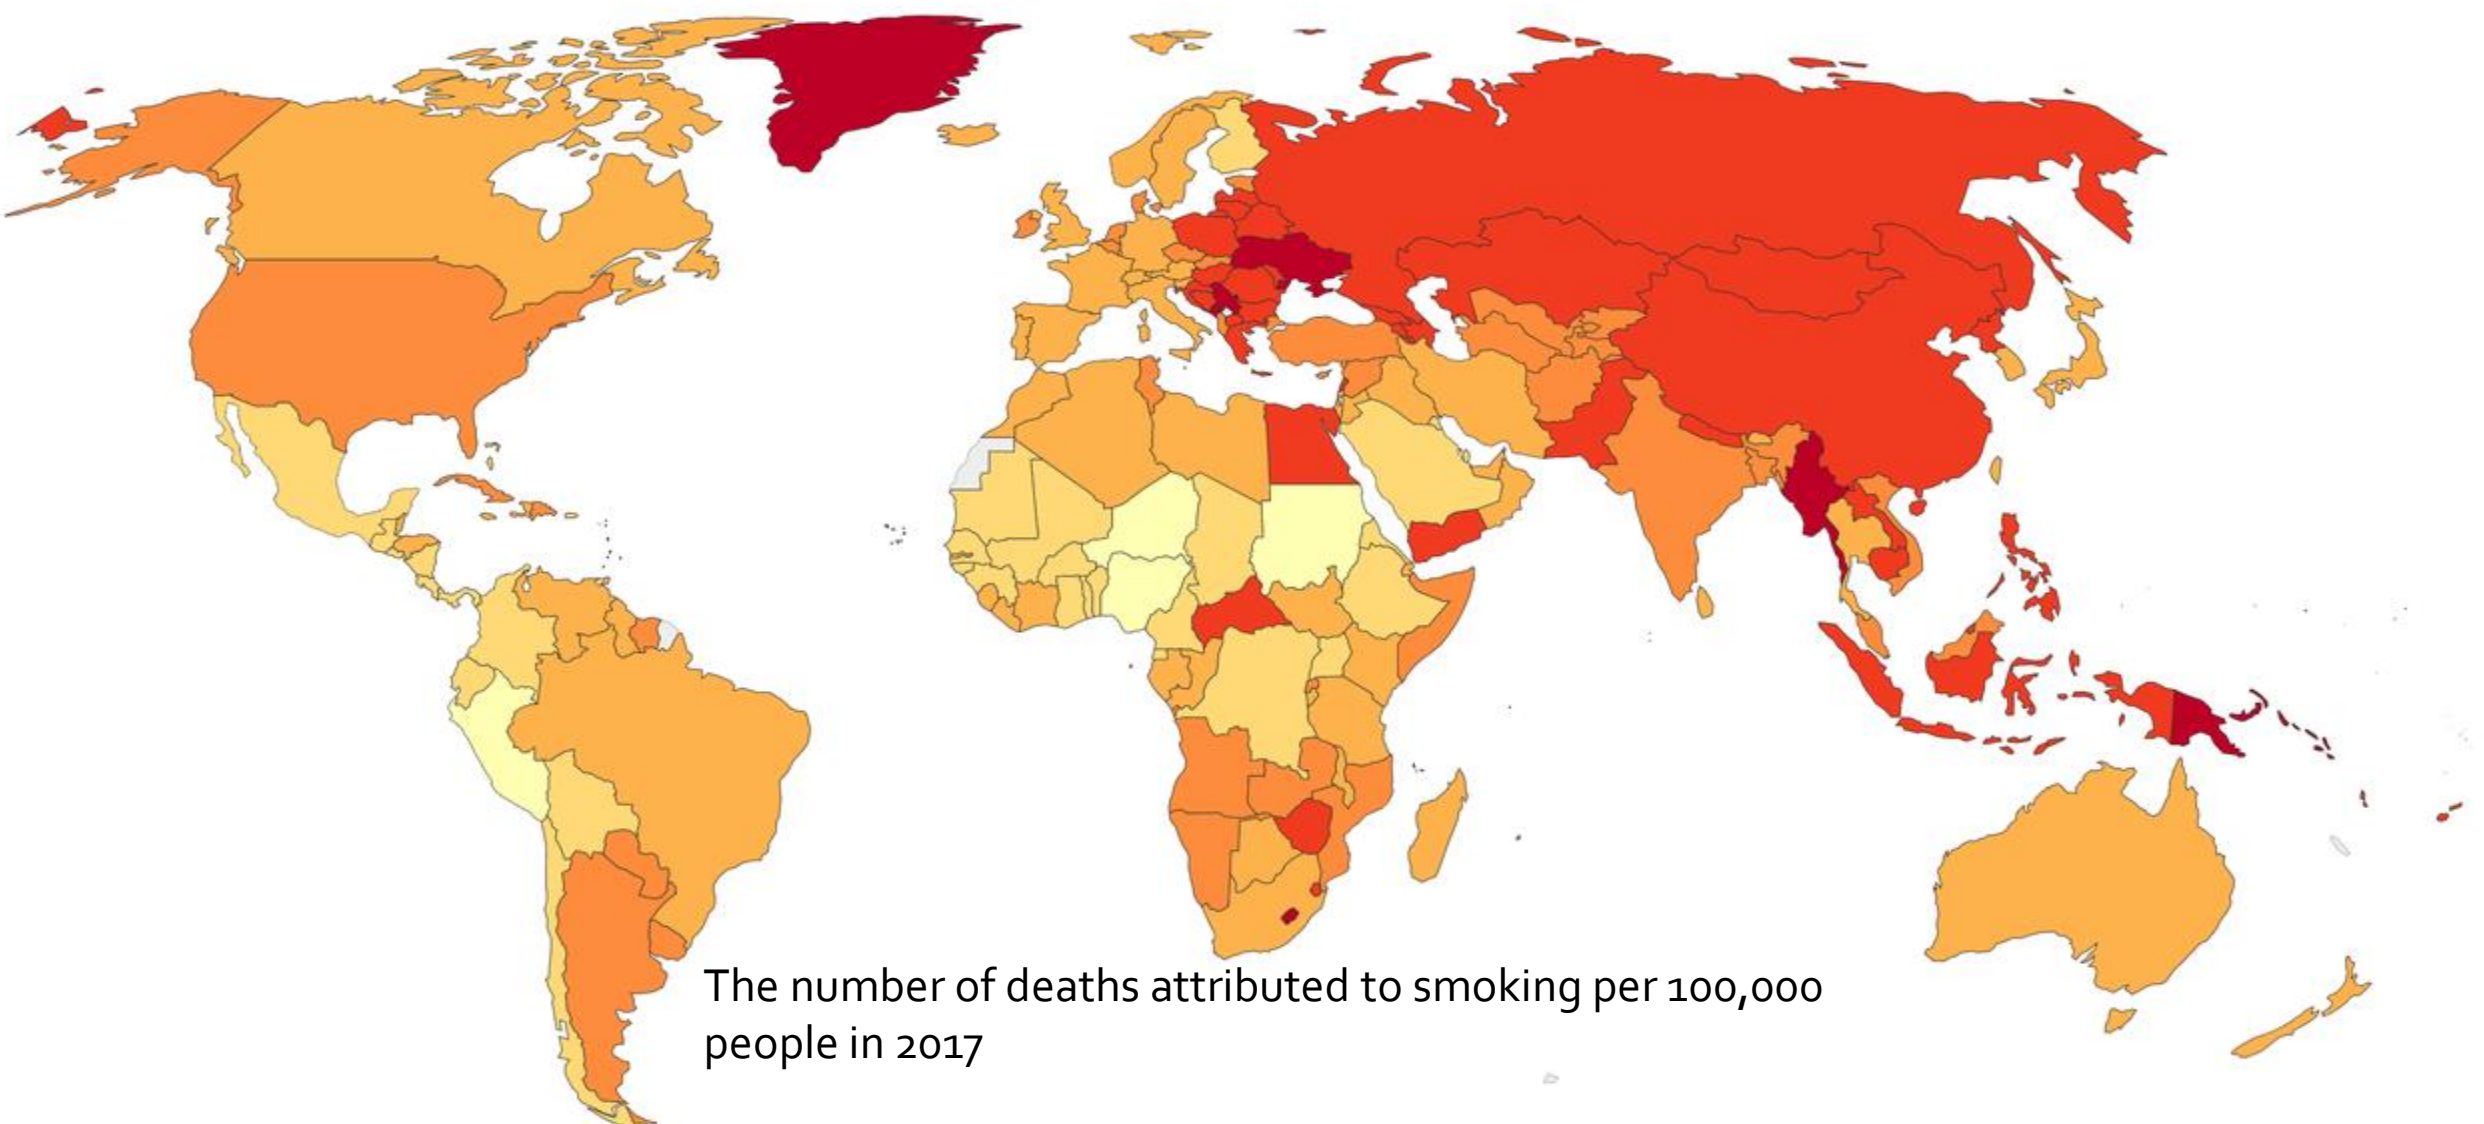 The number of deaths attributed to smoking per 100,000
people in 2017